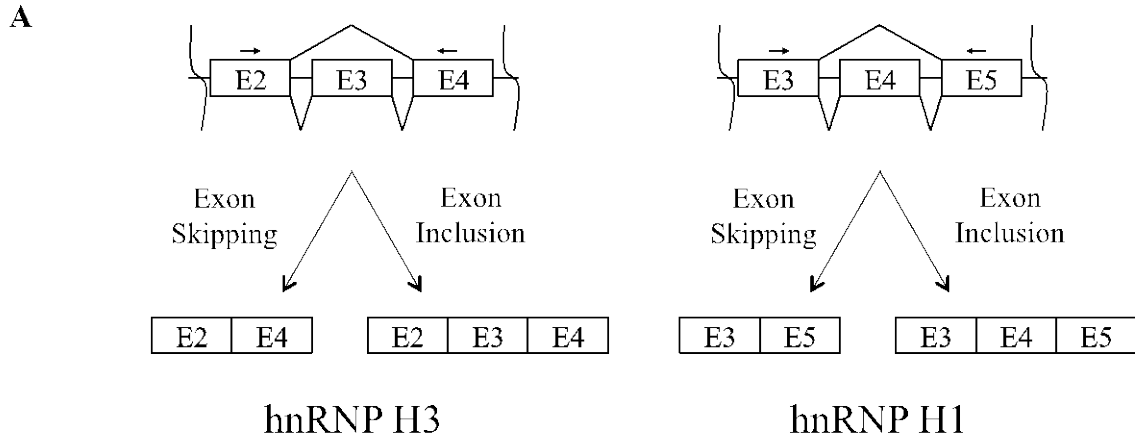 A
E2 E3 E4 E3 E4 E5
Exon Exon Exon Exon
Skipping Inclusion Skipping Inclusion
E2 E4 E2 E3 E4 E3 E5 E3 E4 E5
hnRNP H3 hnRNP H1